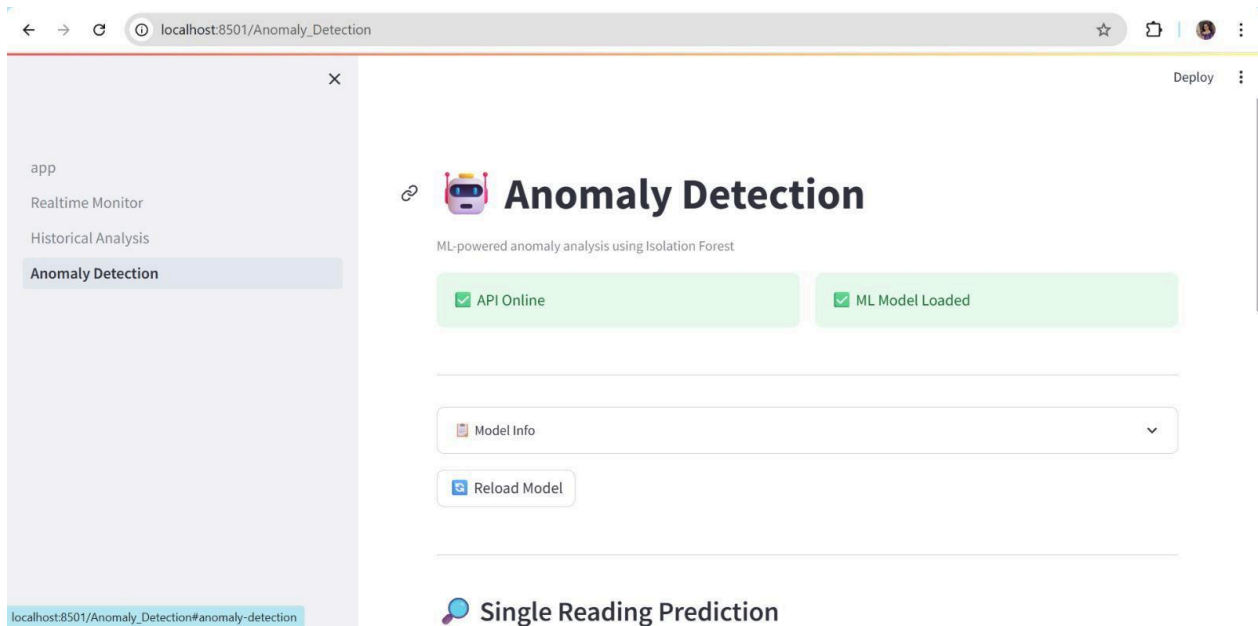 localhost:8501/Anomaly_Detection
Deploy
app
Realtime Monitor
Historical Analysis
Anomaly Detection
Anomaly Detection
ML-powered anomaly analysis using Isolation Forest
API Online
ML Model Loaded
Model Info
Reload Model
Single Reading Prediction
localhost:8501/Anomaly_Detection#anomaly-detection